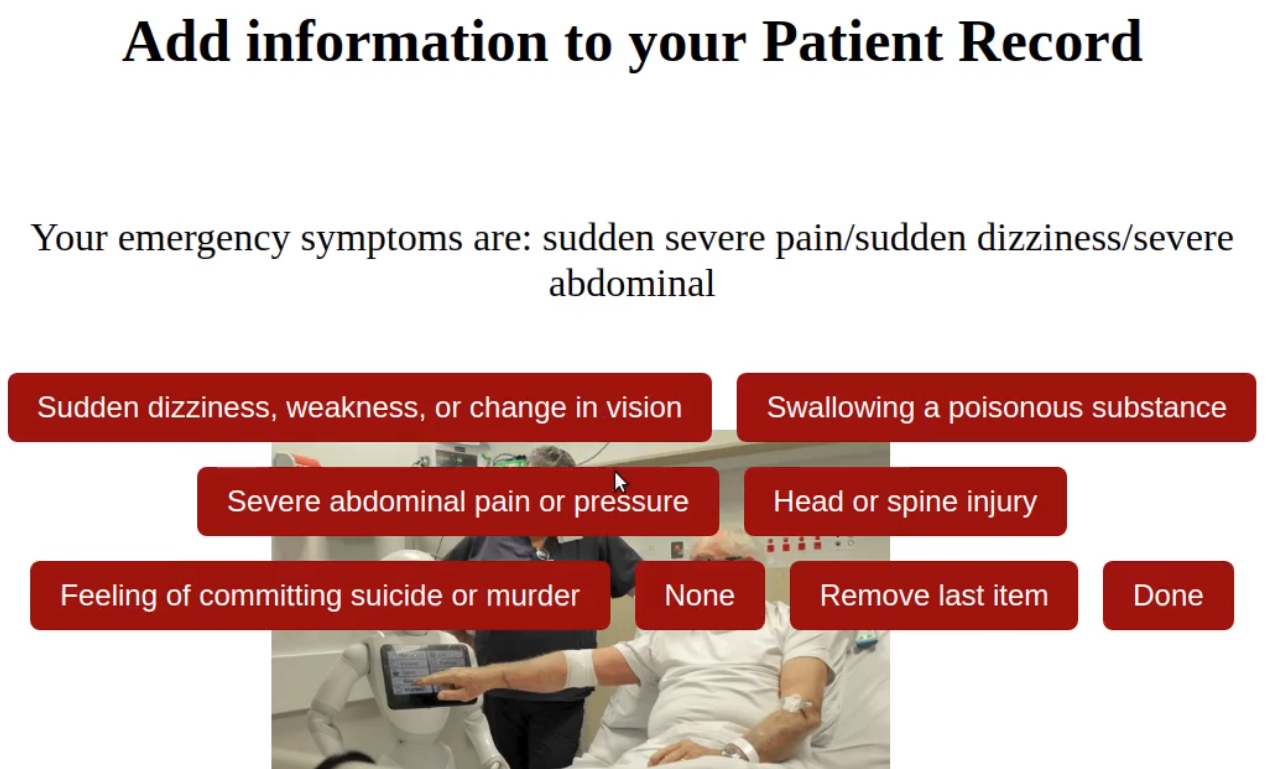 Add information to your Patient Record
Your emergency symptoms are: sudden severe pain/sudden dizziness/severe
abdominal
Sudden dizziness, weakness, or change in vision
Swallowing a poisonous substance
Severe abdominal pain or pressure
Head or spine injury
Feeling of committing suicide or murder
None
Remove last item
Done